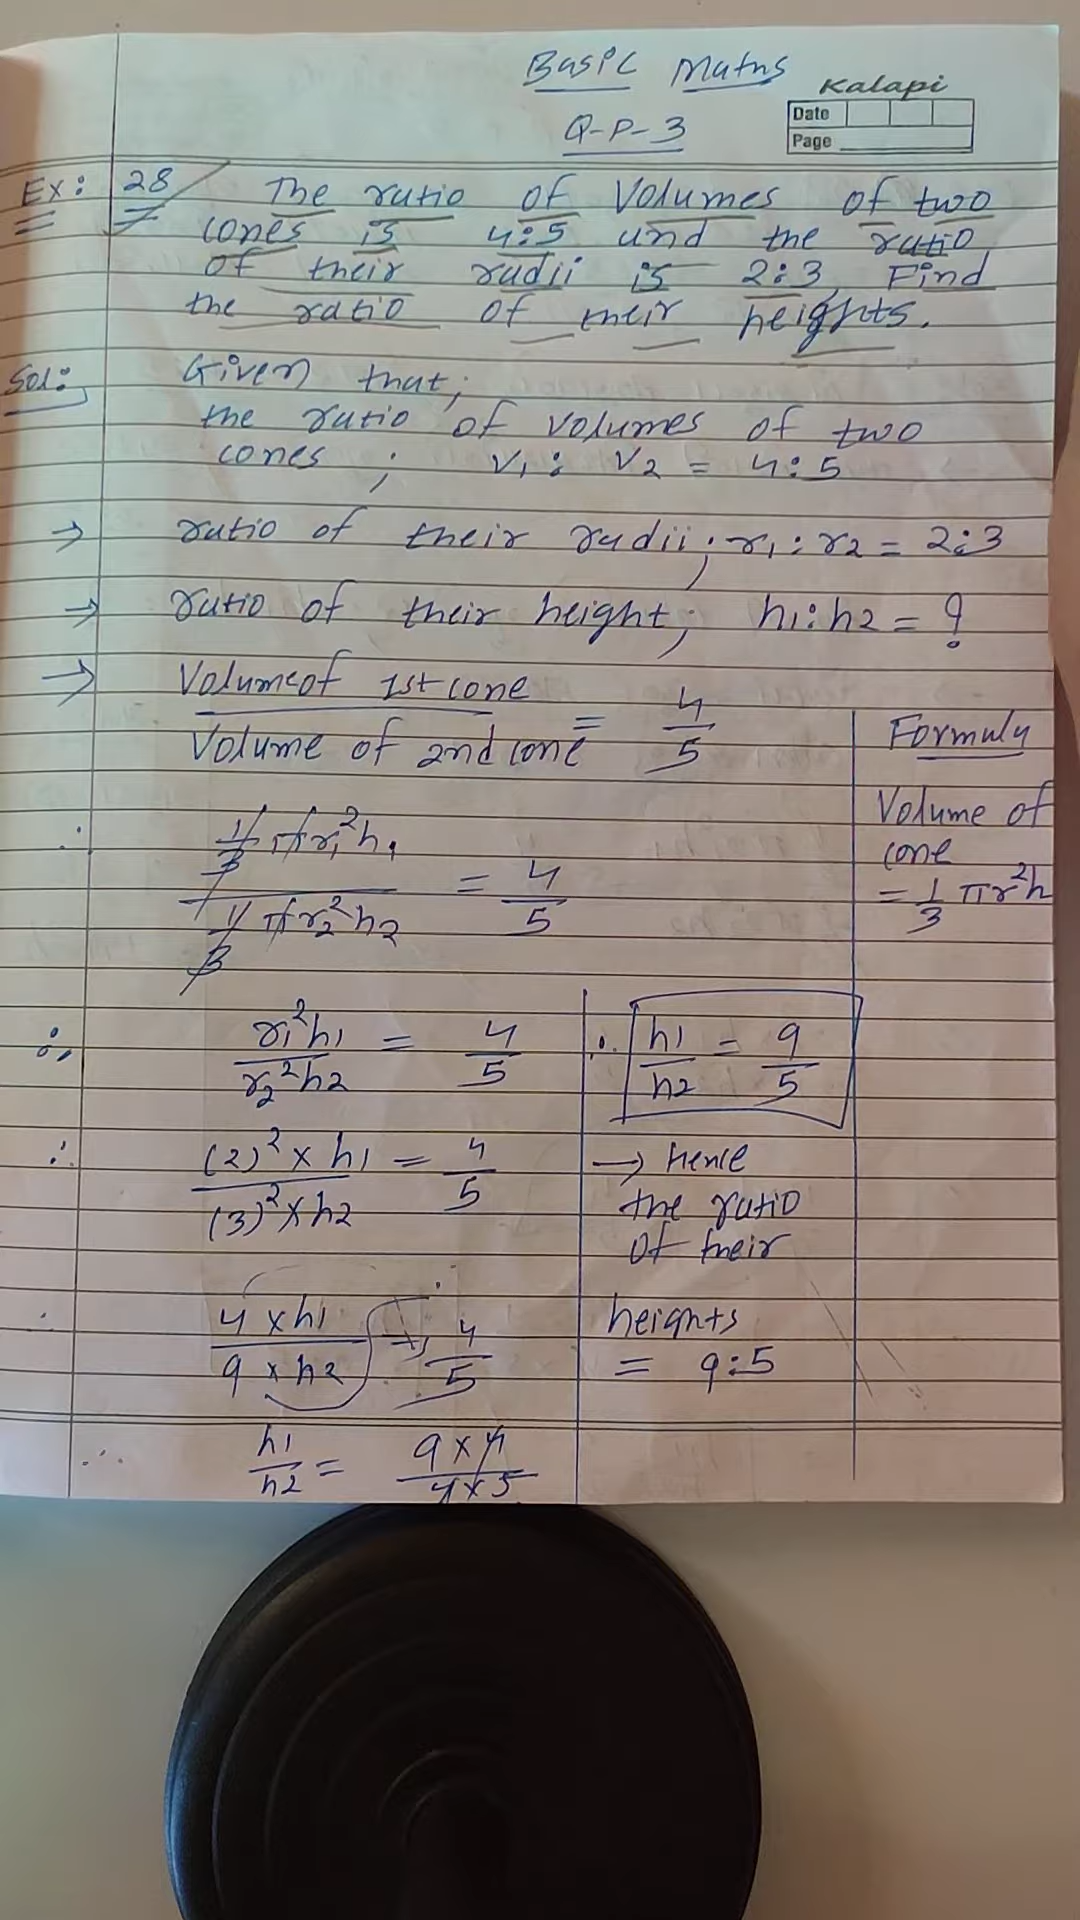 Basic Maths
Kalapi
Q-P-3
Date
Page
Ex: 28 The ratio of Volumes of two
cones is 4:5 and the ratio
of their radii is 2:3, Find
the ratio of their heights.
Sol: Given that;
the ratio of volumes of two
cones ; V1 : V2 = 4:5
→ ratio of their radii ; r1 : r2 = 2:3
→ ratio of their height; h1:h2 = ?
→ Volume of 1st cone / Volume of 2nd cone = 4/5
Formula
Volume of
cone
= 1/3 πr²h
∴ 1/3 πr1²h1 / 1/3 πr2²h2 = 4/5
∴ r1²h1 / r2²h2 = 4/5
∴ (2)² × h1 / (3)² × h2 = 4/5
∴ 4 × h1 / 9 × h2 = 4/5
∴ h1/h2 = 9 × 4 / 4 × 5
∴ h1/h2 = 9/5
→ Hence
the ratio
of their
heights
= 9:5